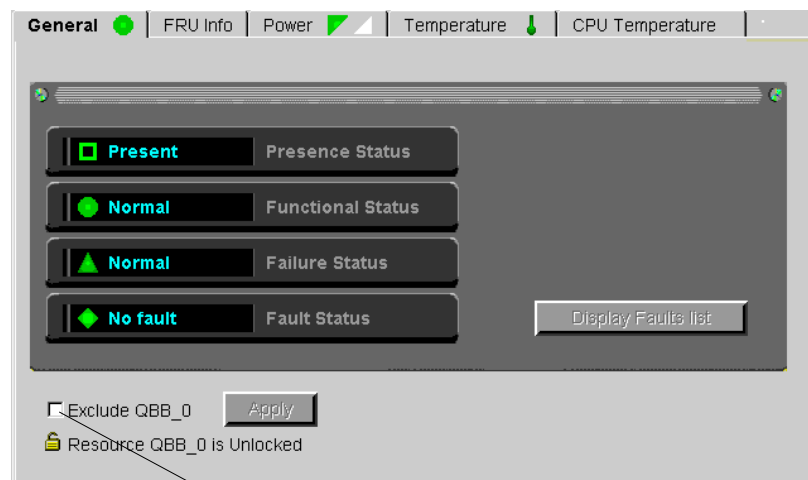 General FRU Info Power Temperature CPU Temperature
Present Presence Status
Normal Functional Status
Normal Failure Status
No fault Fault Status
Display Faults list
Exclude QBB_0 Apply
Resource QBB_0 is Unlocked